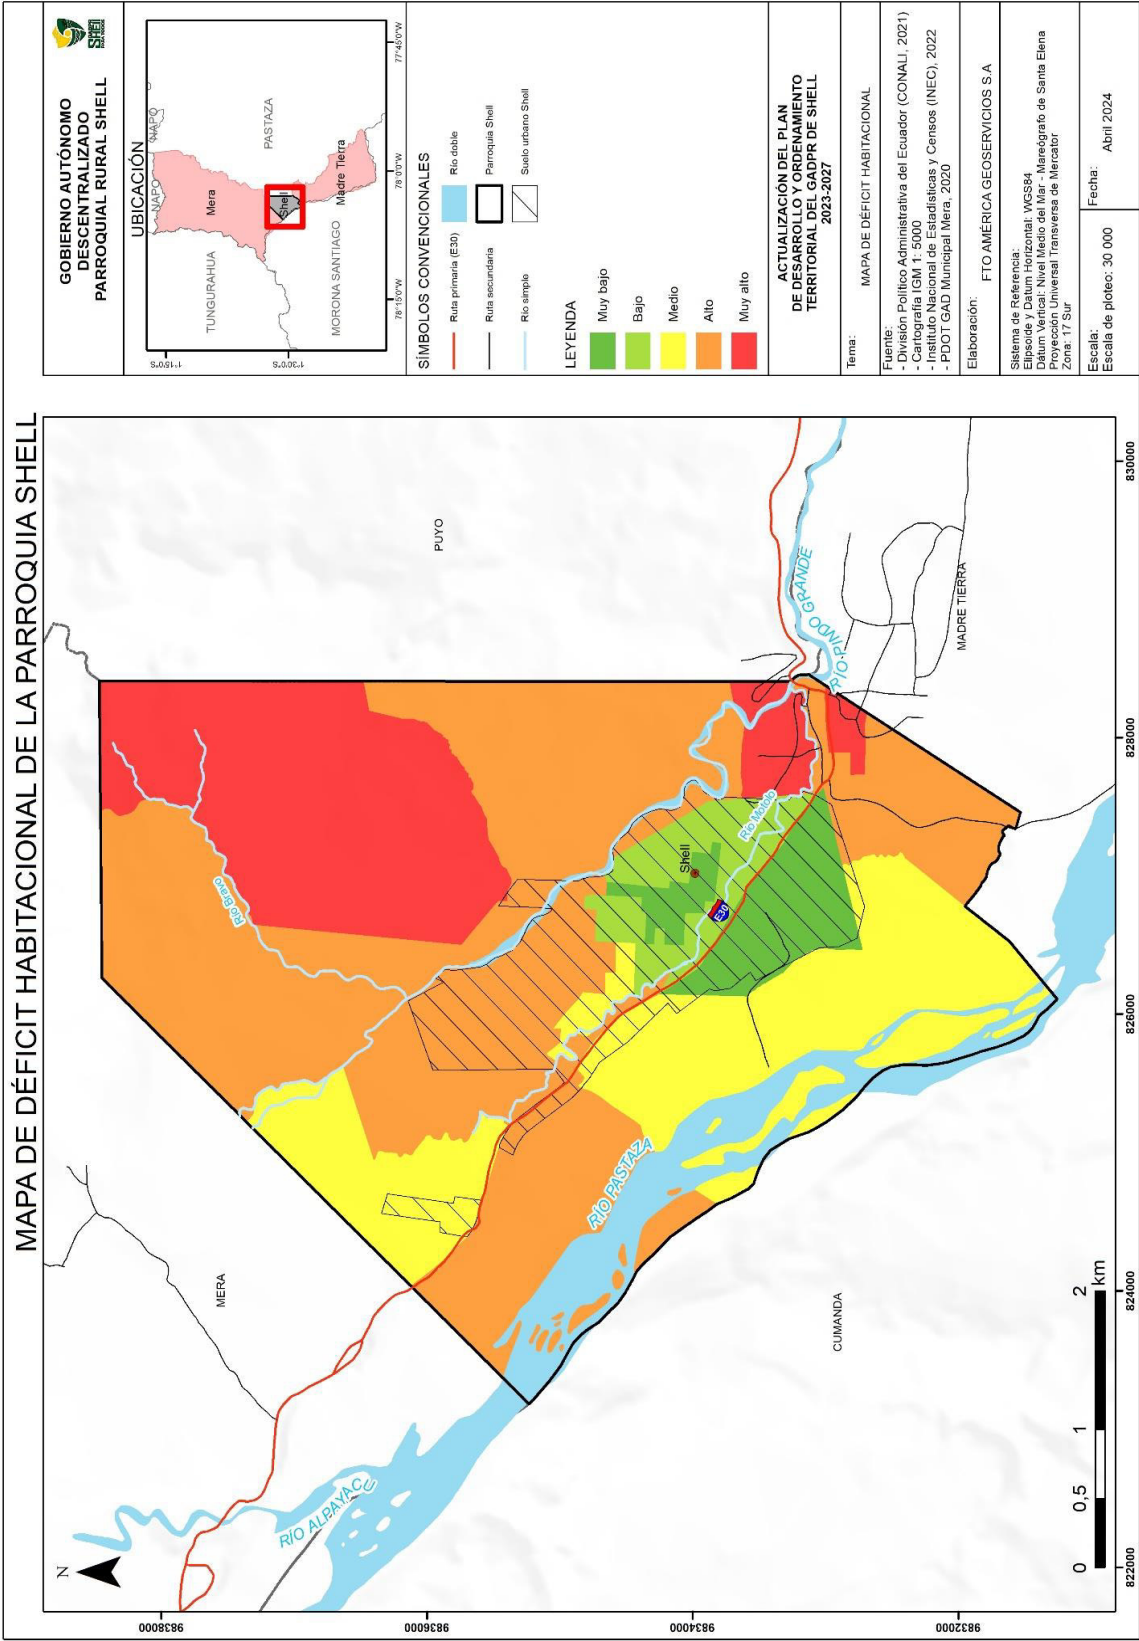 MAPA DE DÉFICIT HABITACIONAL DE LA PARROQUIA SHELL
N
MERA
PUYO
CUMANDA
MADRE TIERRA
RÍO ALPAYACU
RÍO PASTAZA
RÍO PINDO GRANDE
Río Bravo
Río Motolo
Shell
E30
0
0,5
1
2
km
822000
824000
826000
828000
830000
9838000
9836000
9834000
9832000
GOBIERNO AUTÓNOMO
DESCENTRALIZADO
PARROQUIAL RURAL SHELL
UBICACIÓN
NAPO
NAPO
TUNGURAHUA
Mera
PASTAZA
Shell
MORONA SANTIAGO
Madre Tierra
78°15'0"W
78°0'0"W
77°45'0"W
1°15'0"S
1°30'0"S
SÍMBOLOS CONVENCIONALES
Ruta primaria (E30)
Ruta secundaria
Río simple
Río doble
Parroquia Shell
Suelo urbano Shell
LEYENDA
Muy bajo
Bajo
Medio
Alto
Muy alto
ACTUALIZACIÓN DEL PLAN
DE DESARROLLO Y ORDENAMIENTO
TERRITORIAL DEL GADPR DE SHELL
2023-2027
Tema:
MAPA DE DÉFICIT HABITACIONAL
Fuente:
- División Político Administrativa del Ecuador (CONALI, 2021)
- Cartografía IGM 1: 5000
- Instituto Nacional de Estadísticas y Censos (INEC), 2022
- PDOT GAD Municipal Mera, 2020
Elaboración:
FTO AMÉRICA GEOSERVICIOS S.A
Sistema de Referencia:
Elipsoide y Datum Horizontal: WGS84
Dátum Vertical: Nivel Medio del Mar - Mareógrafo de Santa Elena
Proyección Universal Transversa de Mercator
Zona: 17 Sur
Escala:
Escala de ploteo: 30 000
Fecha:
Abril 2024